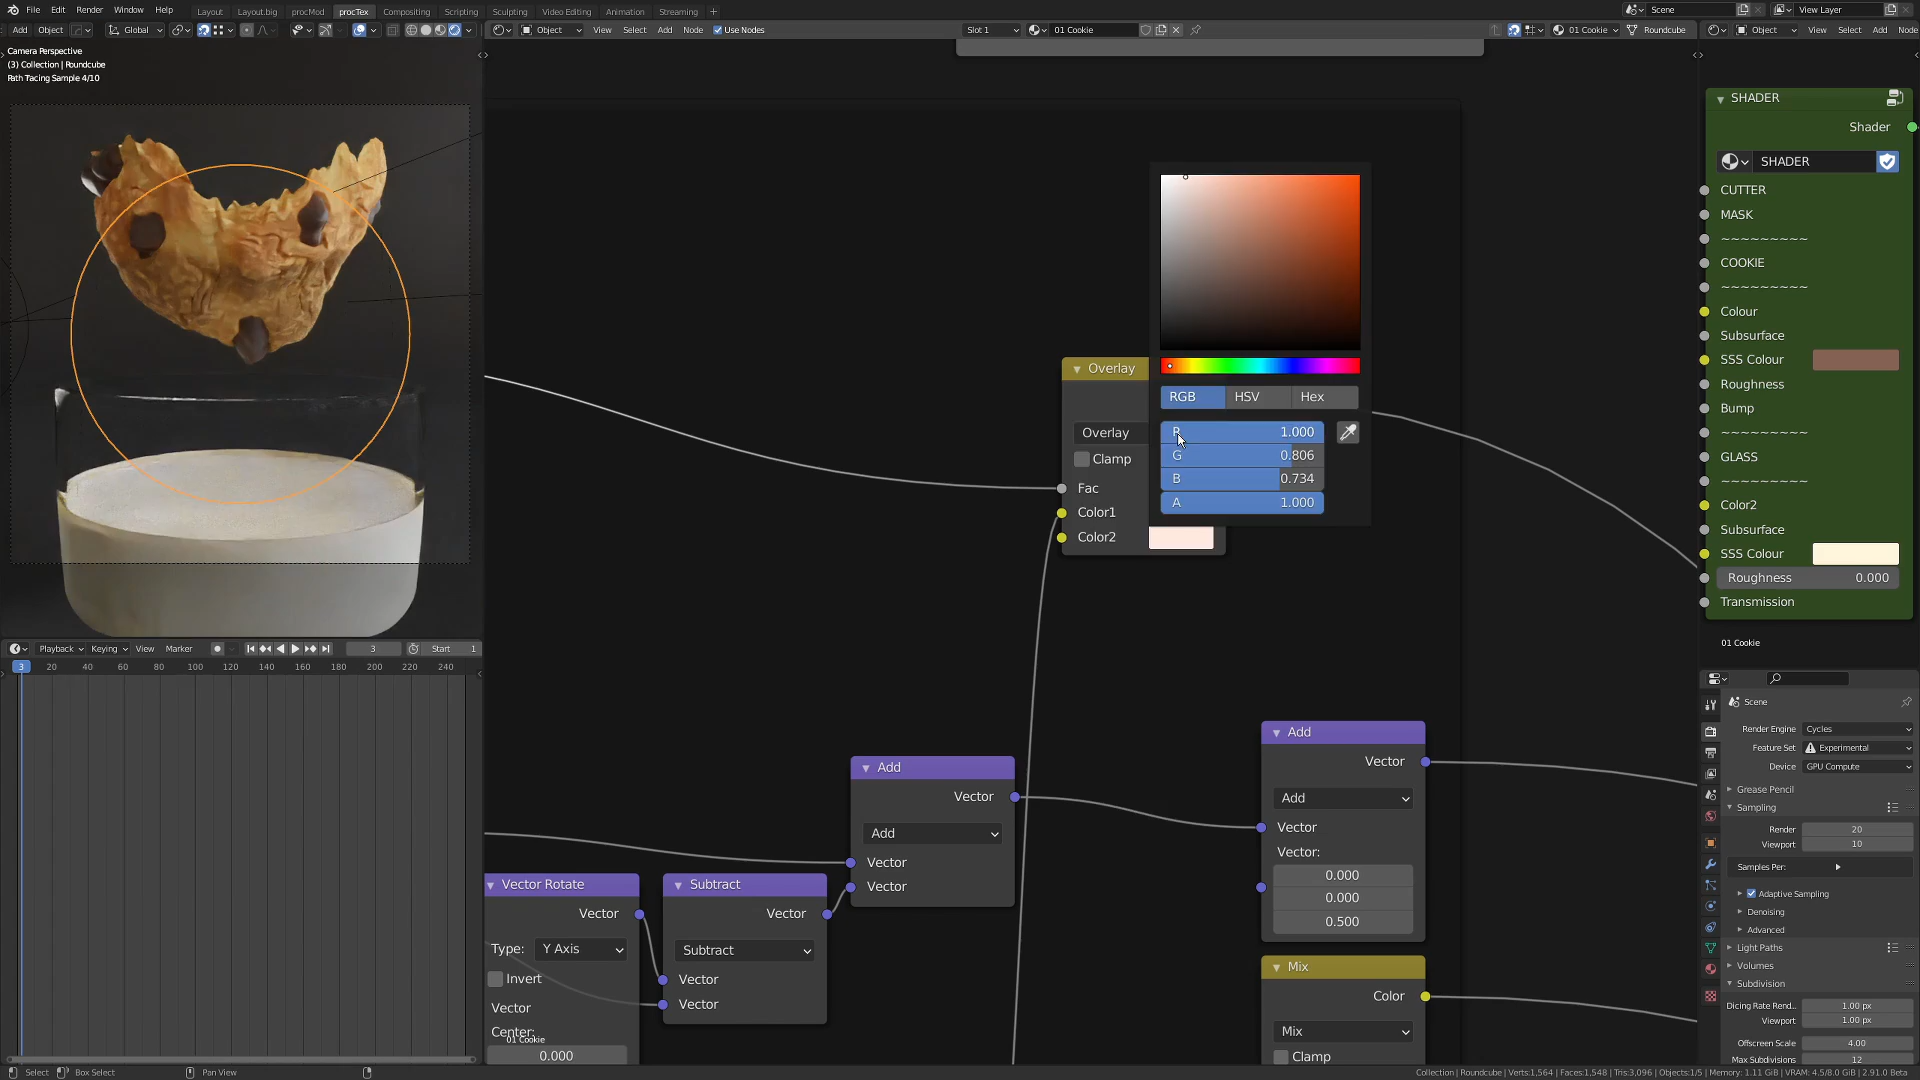 File Edit Render Window Help Layout Layout.big procMod procTex Compositing Scripting Sculpting Video Editing Animation Streaming + Scene View Layer
Add Object Global Object View Select Add Node Use Nodes Slot 1 01 Cookie 01 Cookie Roundcube Object View Select Add Node
Camera Perspective
(3) Collection | Roundcube
Path Tacing Sample 4/10
SHADER
Shader
SHADER
CUTTER
MASK
~~~~~~~~~
COOKIE
~~~~~~~~~
Colour
Subsurface
SSS Colour
Roughness
Bump
~~~~~~~~~
GLASS
~~~~~~~~~
Color2
Subsurface
SSS Colour
Roughness 0.000
Transmission
01 Cookie
Overlay
Overlay
Clamp
Fac
Color1
Color2
RGB HSV Hex
R 1.000
G 0.806
B 0.734
A 1.000
Playback Keying View Marker 3 Start 1
3 20 40 60 80 100 120 140 160 180 200 220 240
Add
Vector
Add
Vector
Vector
Vector Rotate
Vector
Type: Y Axis
Invert
Vector
Center:
01 Cookie
0.000
Subtract
Vector
Subtract
Vector
Vector
Add
Vector
Add
Vector
Vector:
0.000
0.000
0.500
Mix
Color
Mix
Clamp
Scene
Render Engine Cycles
Feature Set Experimental
Device GPU Compute
Grease Pencil
Sampling
Render 20
Viewport 10
Samples Per:
Adaptive Sampling
Denoising
Advanced
Light Paths
Volumes
Subdivision
Dicing Rate Rend.. 1.00 px
Viewport 1.00 px
Offscreen Scale 4.00
Max Subdivisions 12
Select Box Select Pan View Collection | Roundcube | Verts:1,564 | Faces:1,548 | Tris:3,096 | Objects:1/5 | Memory: 1.11 GiB | VRAM: 4.5/8.0 GiB | 2.91.0 Beta